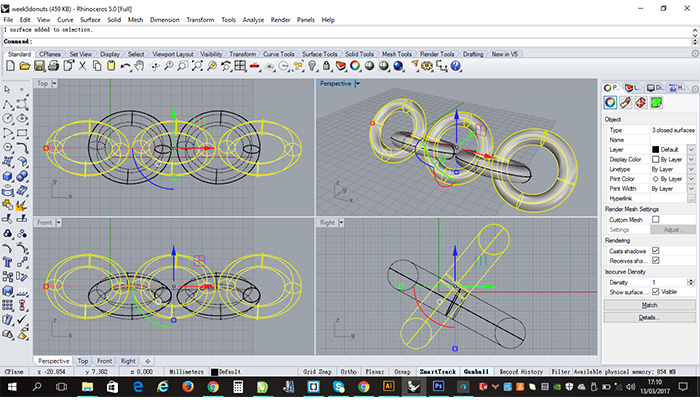 week5donuts (459 KB) - Rhinoceros 5.0 [Full]
File Edit View Curve Surface Solid Mesh Dimension Transform Tools Analyze Render Panels Help
1 surface added to selection.
Command:
Standard CPlanes Set View Display Select Viewport Layout Visibility Transform Curve Tools Surface Tools Solid Tools Mesh Tools Render Tools Drafting New in V5
Top
Perspective
Front
Right
y
x
z
y
x
z
x
z
y
P...
L...
D...
Object
Type 3 closed surfaces
Name
Layer Default
Display Color By Layer
Linetype By Layer
Print Color By Layer
Print Width By Layer
Hyperlink ...
Render Mesh Settings
Custom Mesh
Settings Adjust...
Rendering
Casts shadows
Receives sha...
Isocurve Density
Density 1
Show surface... Visible
Match
Details...
Perspective Top Front Right
CPlane x -20.854 y 7.302 z 0.000 Millimeters Default Grid Snap Ortho Planar Osnap SmartTrack Gumball Record History Filter Available physical memory: 854 MB
17:10
13/03/2017